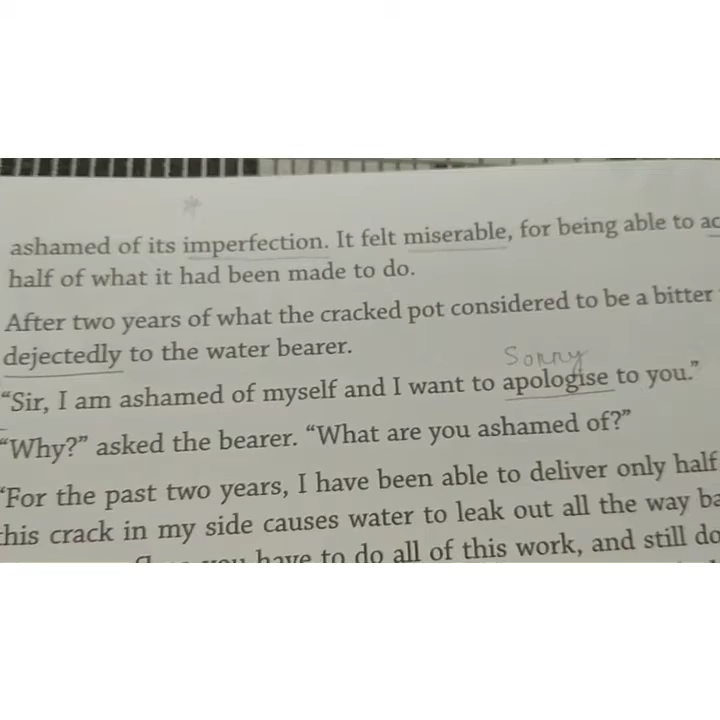 ashamed of its imperfection. It felt miserable, for being able to ac
half of what it had been made to do.
After two years of what the cracked pot considered to be a bitter
dejectedly to the water bearer.
Sorry
“Sir, I am ashamed of myself and I want to apologise to you.”
“Why?” asked the bearer. “What are you ashamed of?”
“For the past two years, I have been able to deliver only half
this crack in my side causes water to leak out all the way ba
you have to do all of this work, and still do